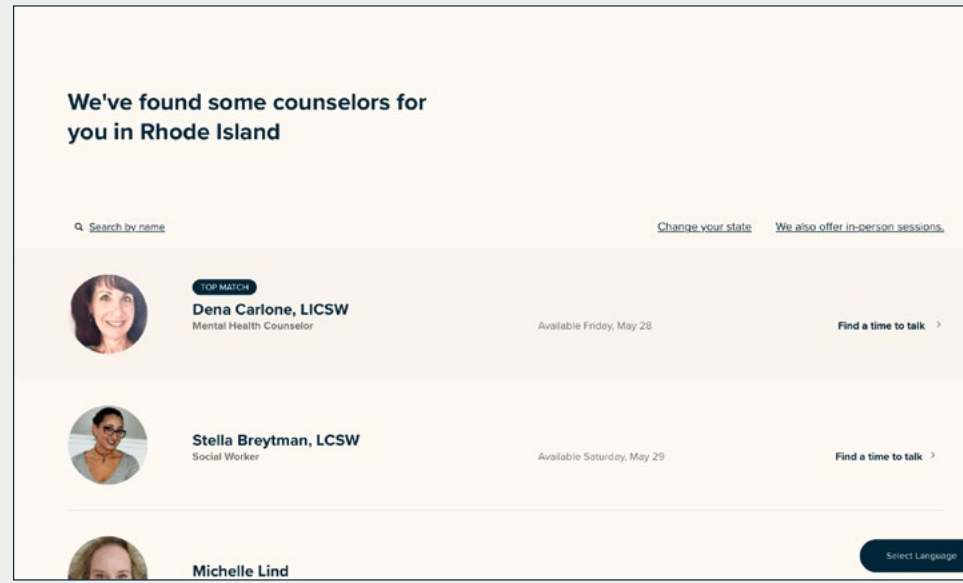 We've found some counselors for
you in Rhode Island
Search by name
Change your state
We also offer in-person sessions.
TOP MATCH
Dena Carlone, LICSW
Mental Health Counselor
Available Friday, May 28
Find a time to talk
Stella Breytman, LCSW
Social Worker
Available Saturday, May 29
Find a time to talk
Michelle Lind
Select Language